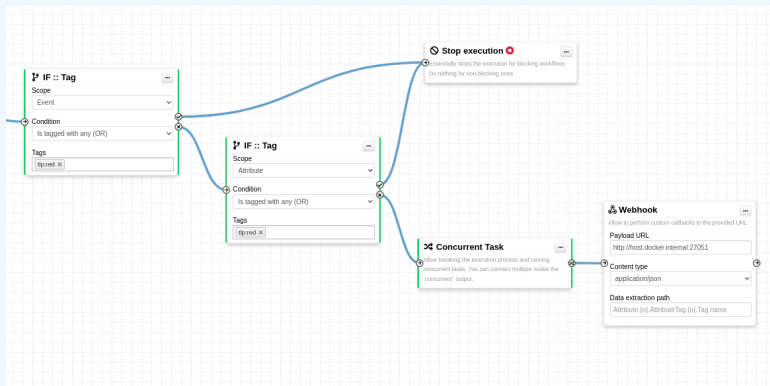 IF :: Tag
...
Scope
Event
Condition
Is tagged with any (OR)
Tags
tlp:red ×
IF :: Tag
...
Scope
Attribute
Condition
Is tagged with any (OR)
Tags
tlp:red ×
Stop execution
...
Essentially stops the execution for blocking workflows.
Do nothing for non-blocking ones
Concurrent Task
...
Allow breaking the execution process and running
concurrent tasks. You can connect multiple nodes the
`concurrent` output.
Webhook
...
Allow to perform custom callbacks to the provided URL
Payload URL
http://host.docker.internal:27051
Content type
application/json
Data extraction path
Attribute.{n}.AttributeTag.{n}.Tag.name